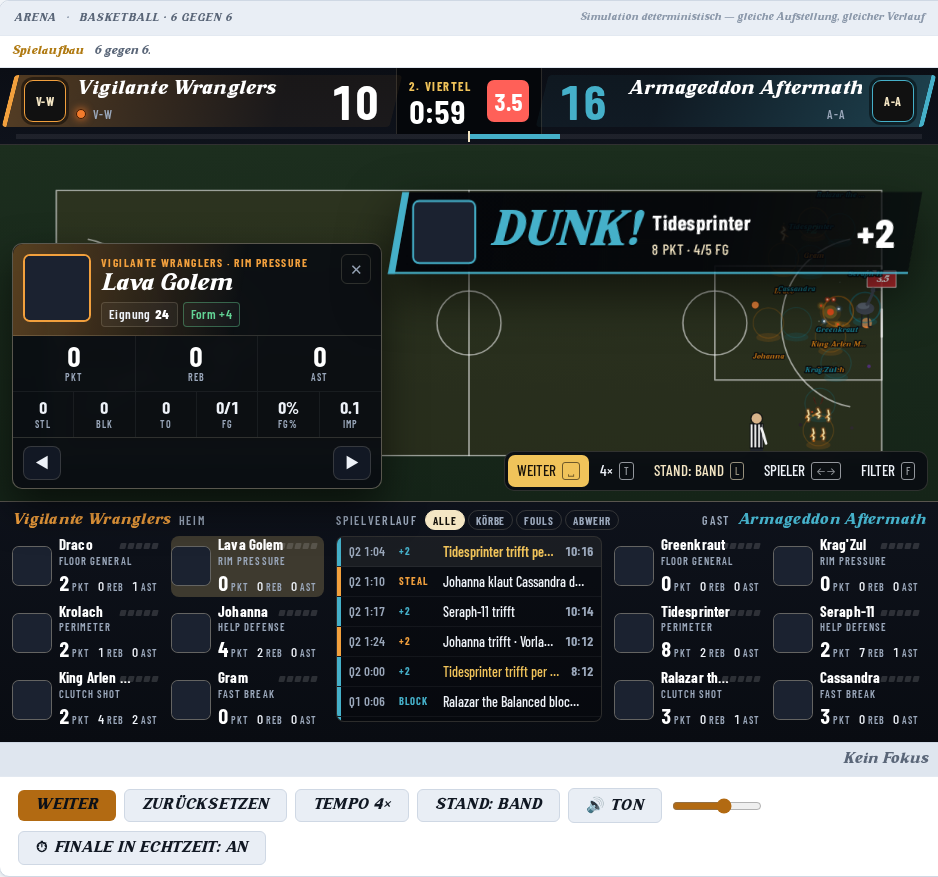 ARENA · BASKETBALL · 6 GEGEN 6
Simulation deterministisch — gleiche Aufstellung, gleicher Verlauf
Spielaufbau 6 gegen 6.
V-W
Vigilante Wranglers
V-W
10
2. VIERTEL
0:59
3.5
16
Armageddon Aftermath
A-A
A-A
DUNK!
Tidesprinter
8 PKT · 4/5 FG
+2
VIGILANTE WRANGLERS · RIM PRESSURE
Lava Golem
✕
Eignung 24
Form +4
0 PKT
0 REB
0 AST
0 STL
0 BLK
0 TO
0/1 FG
0% FG%
0.1 IMP
◀
▶
3.5
Cassandra
Greenkraut
King Arlen M…
Johanna
WEITER
4× T
STAND: BAND L
SPIELER ←→
FILTER F
Vigilante Wranglers HEIM
SPIELVERLAUF ALLE KÖRBE FOULS ABWEHR
GAST Armageddon Aftermath
Draco
FLOOR GENERAL
2 PKT 0 REB 1 AST
Lava Golem
RIM PRESSURE
0 PKT 0 REB 0 AST
Krolach
PERIMETER
2 PKT 1 REB 0 AST
Johanna
HELP DEFENSE
4 PKT 2 REB 0 AST
King Arlen …
CLUTCH SHOT
2 PKT 4 REB 2 AST
Gram
FAST BREAK
0 PKT 0 REB 0 AST
Q2 1:04 +2 Tidesprinter trifft pe… 10:16
Q2 1:10 STEAL Johanna klaut Cassandra d…
Q2 1:17 +2 Seraph-11 trifft 10:14
Q2 1:24 +2 Johanna trifft · Vorla… 10:12
Q2 0:00 +2 Tidesprinter trifft per … 8:12
Q1 0:06 BLOCK Ralazar the Balanced bloc…
Greenkraut
FLOOR GENERAL
0 PKT 0 REB 0 AST
Krag'Zul
RIM PRESSURE
0 PKT 0 REB 0 AST
Tidesprinter
PERIMETER
8 PKT 2 REB 0 AST
Seraph-11
HELP DEFENSE
2 PKT 7 REB 1 AST
Ralazar th…
CLUTCH SHOT
3 PKT 0 REB 1 AST
Cassandra
FAST BREAK
3 PKT 0 REB 0 AST
Kein Fokus
WEITER
ZURÜCKSETZEN
TEMPO 4×
STAND: BAND
🔊 TON
⏱ FINALE IN ECHTZEIT: AN